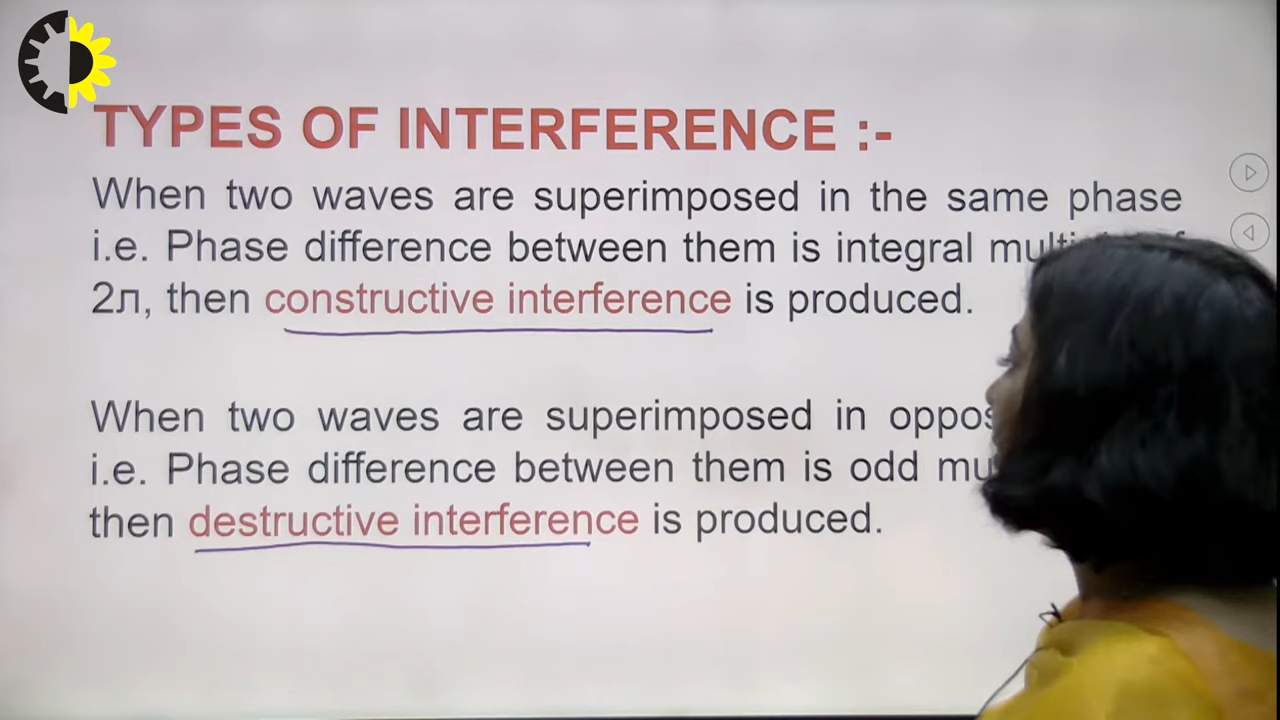 TYPES OF INTERFERENCE :-
When two waves are superimposed in the same phase
i.e. Phase difference between them is integral
2л, then constructive interference is produced.
When two waves are superimposed in
i.e. Phase difference between them is odd
then destructive interference is produced.